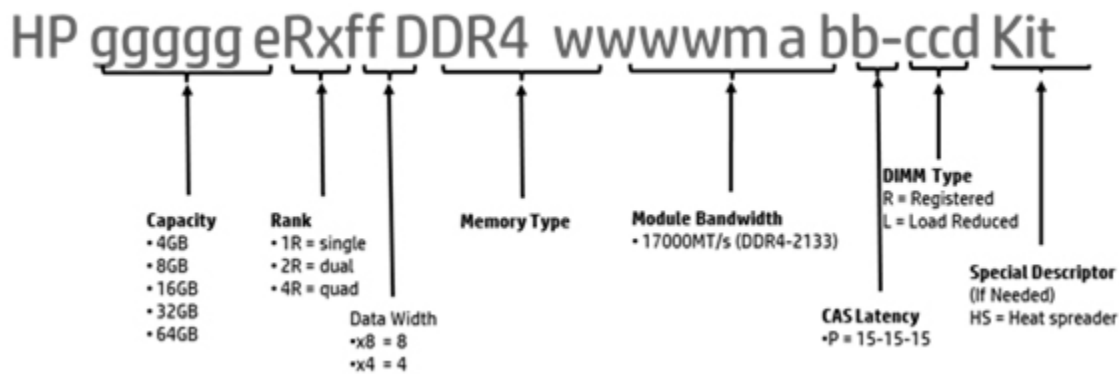 HP ggggg eRxff DDR4 wwwwm a bb-ccd Kit
Capacity
• 4GB
• 8GB
• 16GB
• 32GB
• 64GB
Rank
• 1R = single
• 2R = dual
• 4R = quad
Data Width
•x8 = 8
•x4 = 4
Memory Type
Module Bandwidth
• 17000MT/s (DDR4-2133)
CAS Latency
•P = 15-15-15
DIMM Type
R = Registered
L = Load Reduced
Special Descriptor
(If Needed)
HS = Heat spreader